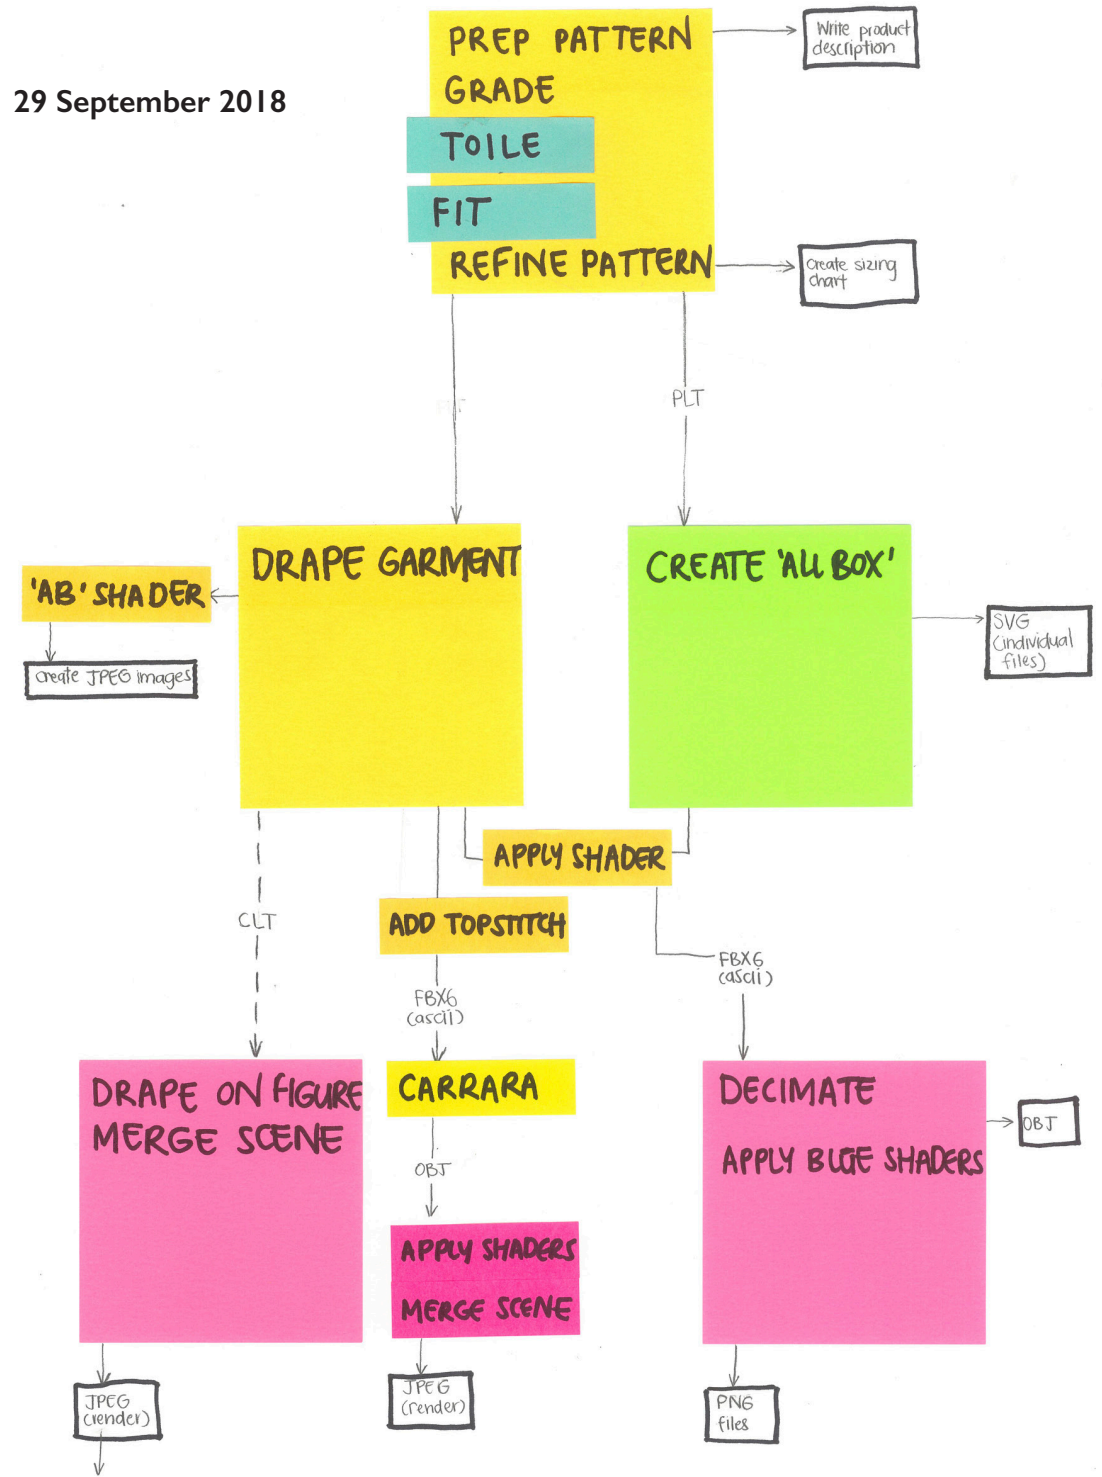 PREP PATTERN
Write product
description
GRADE
29 September 2018
TOILE
FIT
REFINE PATTERN
Create sizing
chart
PLT
DRAPE GARMENT
CREATE 'ALL BOX'
'AB' SHADER
SVG
(individual
files)
create JPEG images
APPLY SHADER
CLT
ADD TOPSTITCH
FBX6
(ascii)
FBX6
(ascii)
DRAPE ON FIGURE
MERGE SCENE
CARRARA
DECIMATE
OBJ
APPLY SHADERS
OBJ
APPLY SHADERS
MERGE SCENE
JPEG
(render)
JPEG
(render)
PNG
files